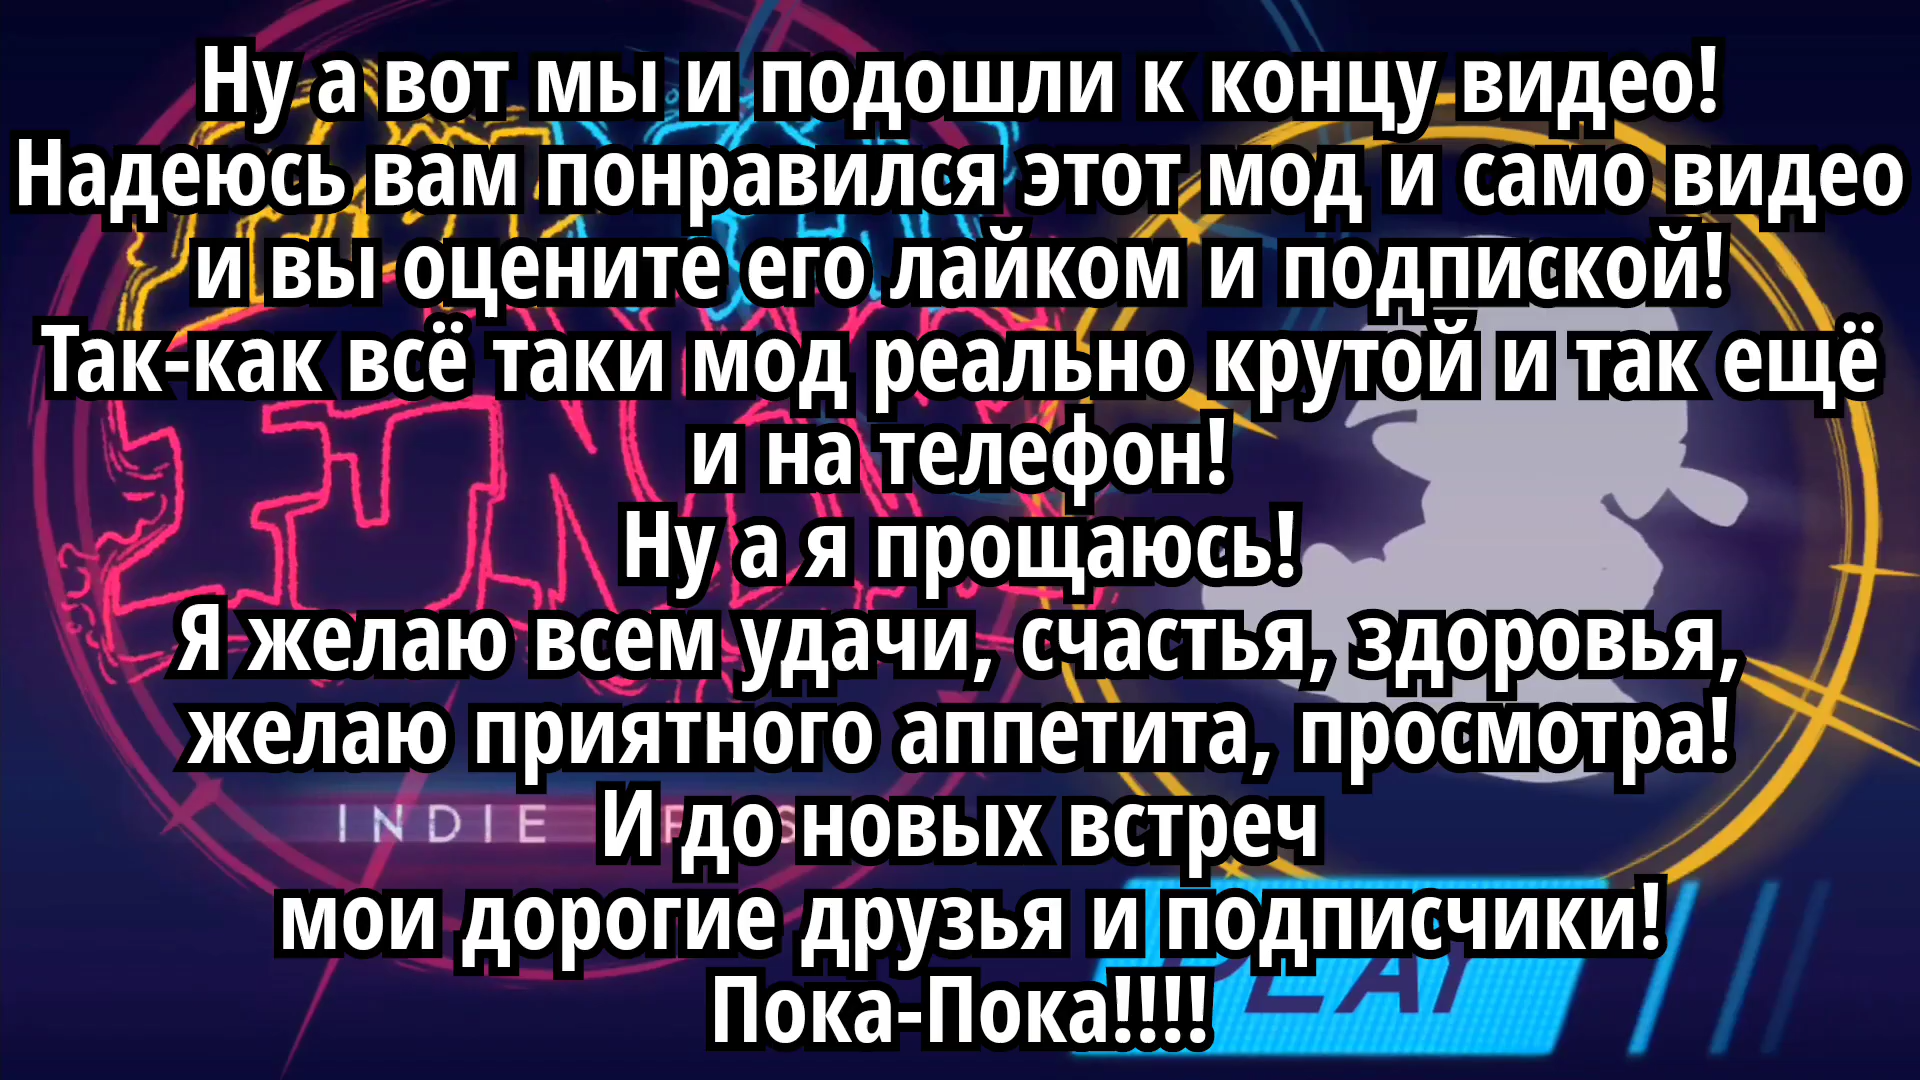 Ну а вот мы и подошли к концу видео!
Надеюсь вам понравился этот мод и само видео
и вы оцените его лайком и подпиской!
Так-как всё таки мод реально крутой и так ещё
и на телефон!
Ну а я прощаюсь!
Я желаю всем удачи, счастья, здоровья,
желаю приятного аппетита, просмотра!
INDIE
И до новых встреч
мои дорогие друзья и подписчики!
PLAY
Пока-Пока!!!!